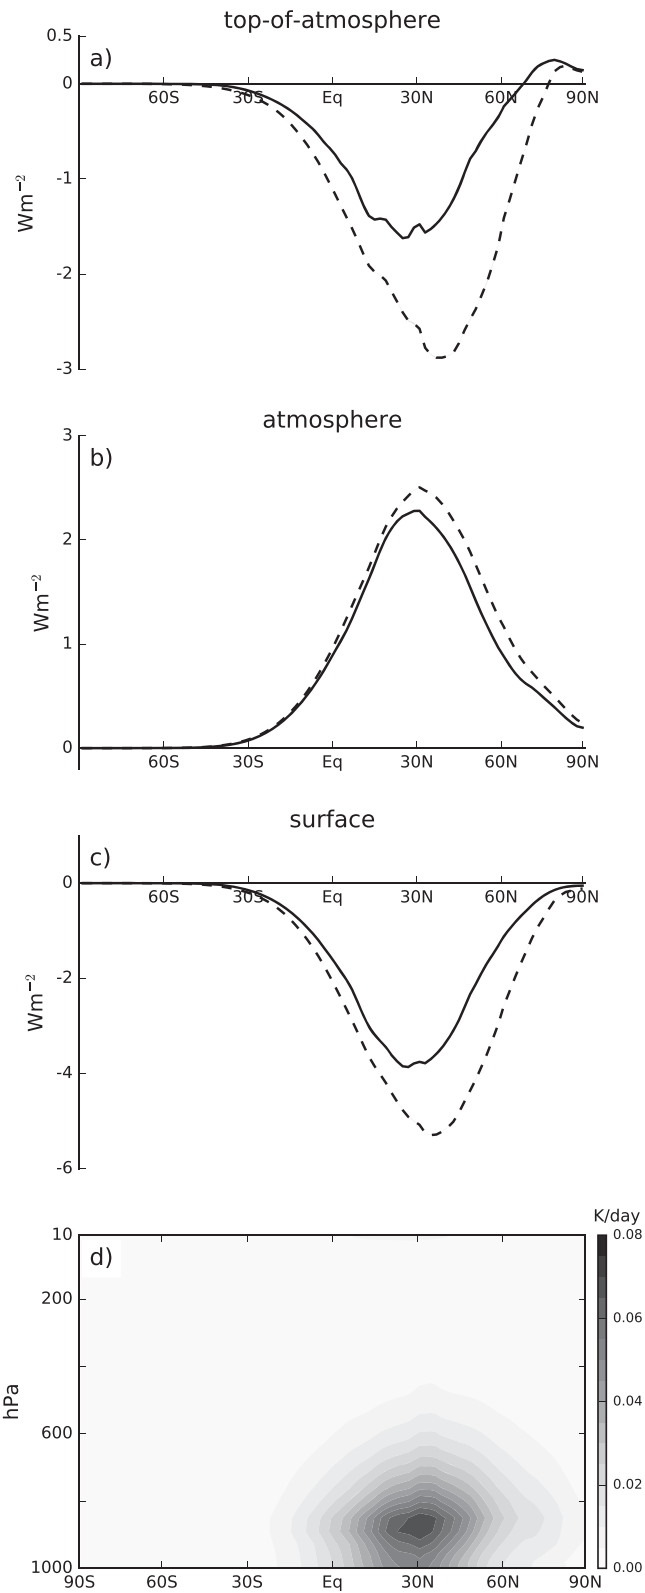 top-of-atmosphere
a)
0.5
0
-1
-2
-3
Wm⁻²
60S 30S Eq 30N 60N 90N
atmosphere
b)
3
2
1
0
Wm⁻²
60S 30S Eq 30N 60N 90N
surface
c)
0
-2
-4
-6
Wm⁻²
60S 30S Eq 30N 60N 90N
K/day
d)
10
200
600
1000
hPa
90S 60S 30S Eq 30N 60N 90N
0.08
0.06
0.04
0.02
0.00